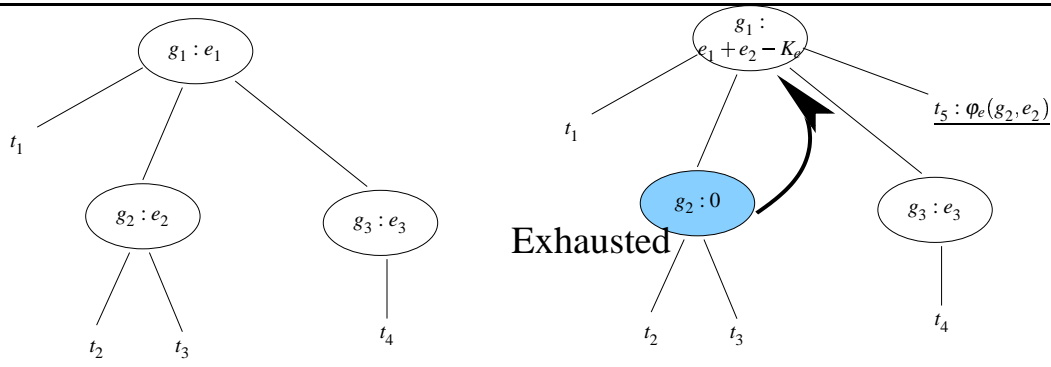 g₁ : e₁
t₁
g₂ : e₂
g₃ : e₃
t₂
t₃
t₄
g₁ :
e₁ + e₂ − Kₑ
t₁
t₅ : φₑ(g₂, e₂)
g₂ : 0
g₃ : e₃
Exhausted
t₂
t₃
t₄